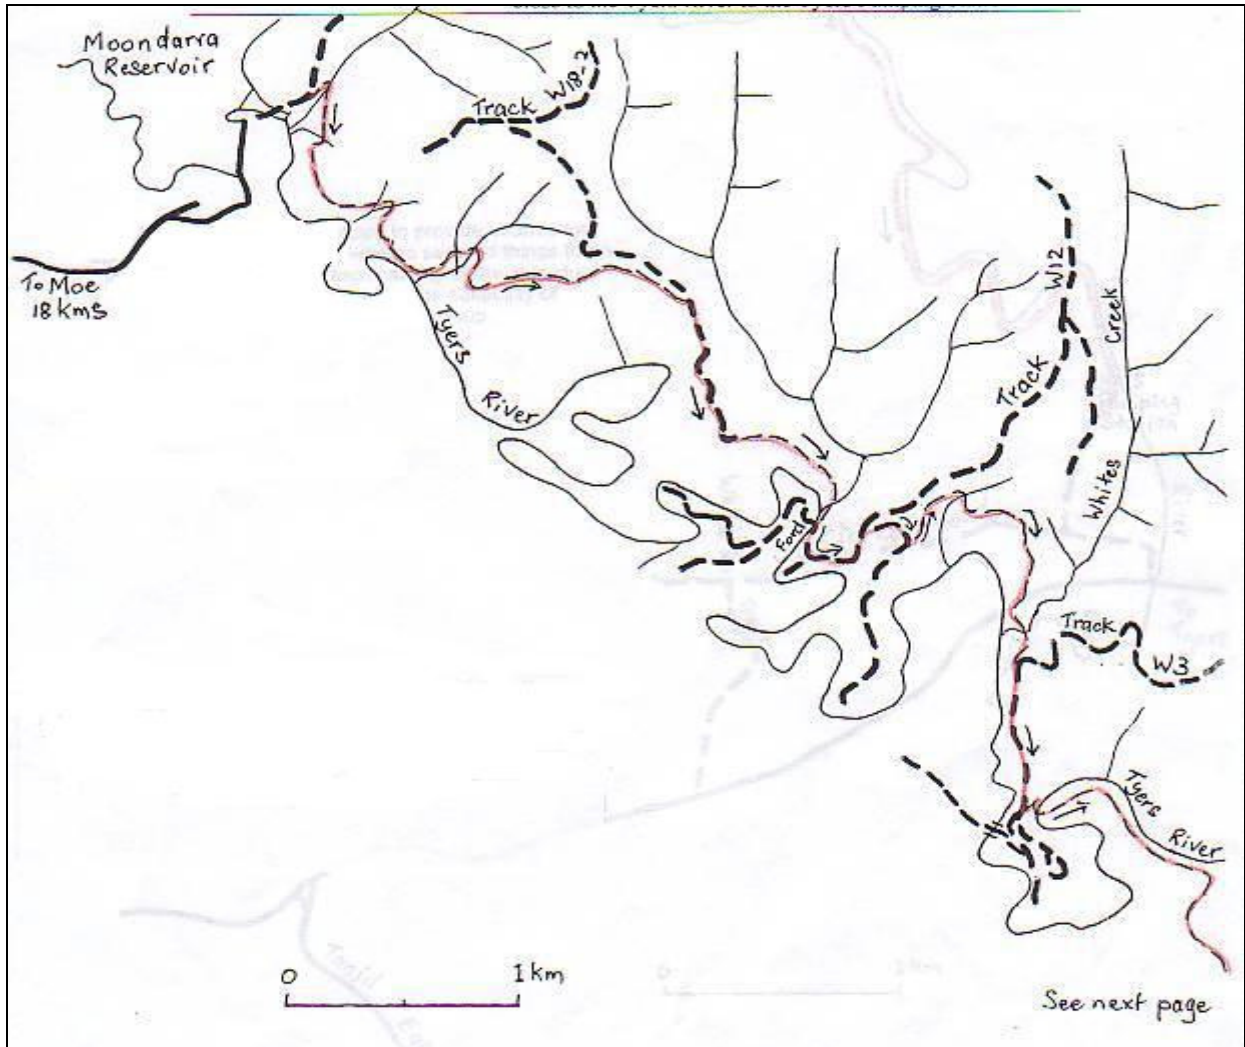 Moondarra
Reservoir
Track W18-2
To Moe
18 kms
Tyers
River
W12
Track
Creek
Whites
Ford
Track
W3
Tyers
River
0 1 km
See next page